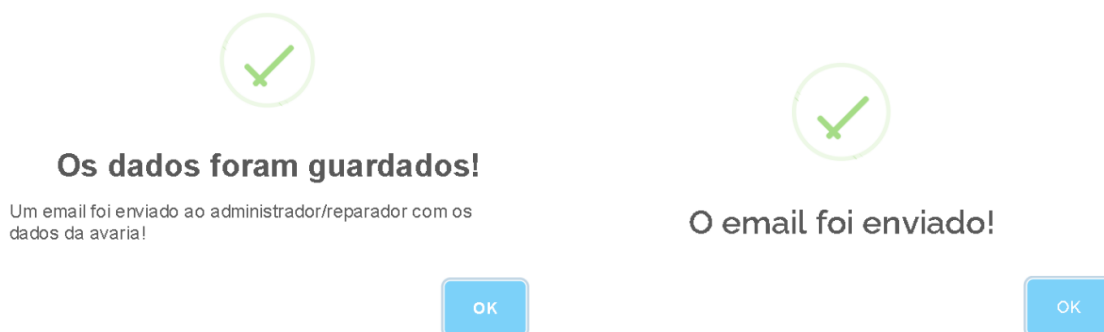 Os dados foram guardados!
Um email foi enviado ao administrador/reparador com os
dados da avaria!
OK
O email foi enviado!
OK